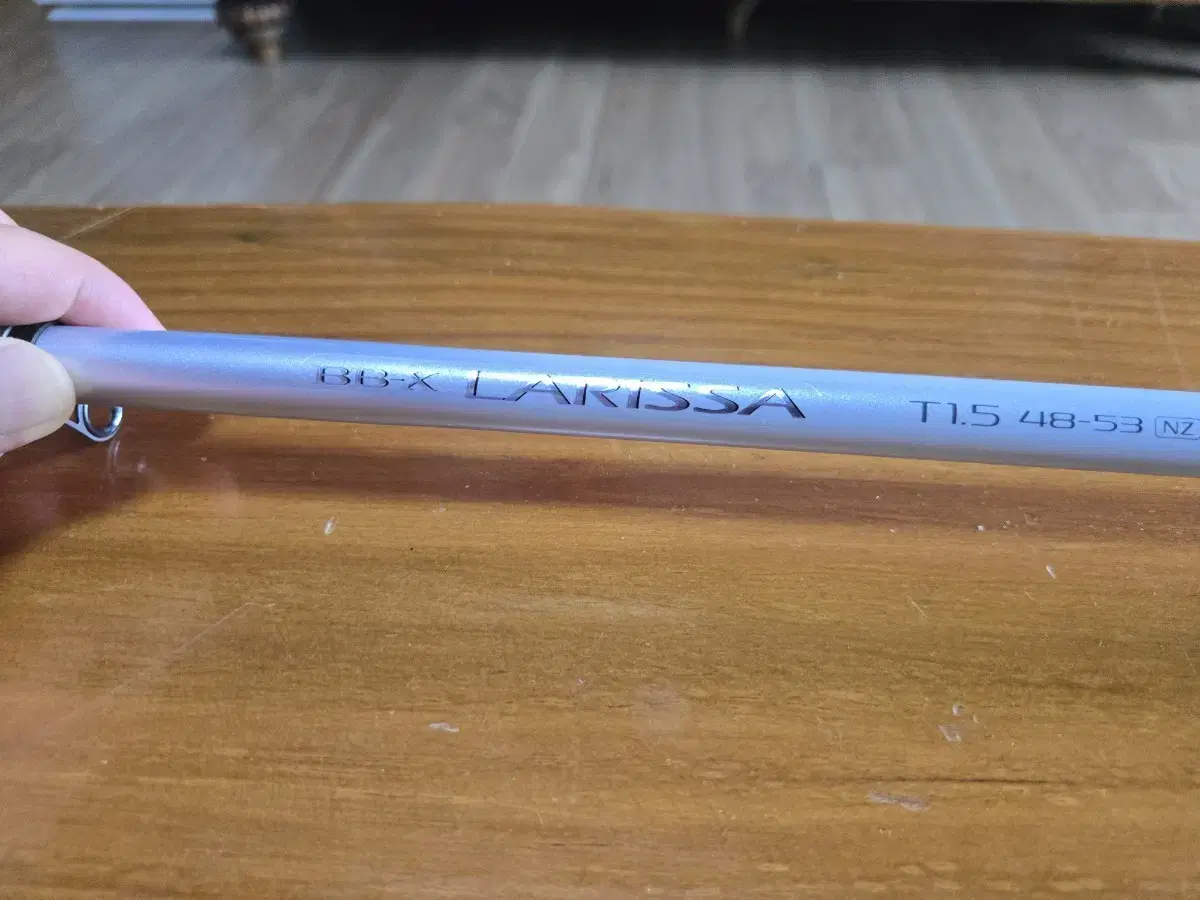 BB-X LARISSA T1.5 48-53 NZ